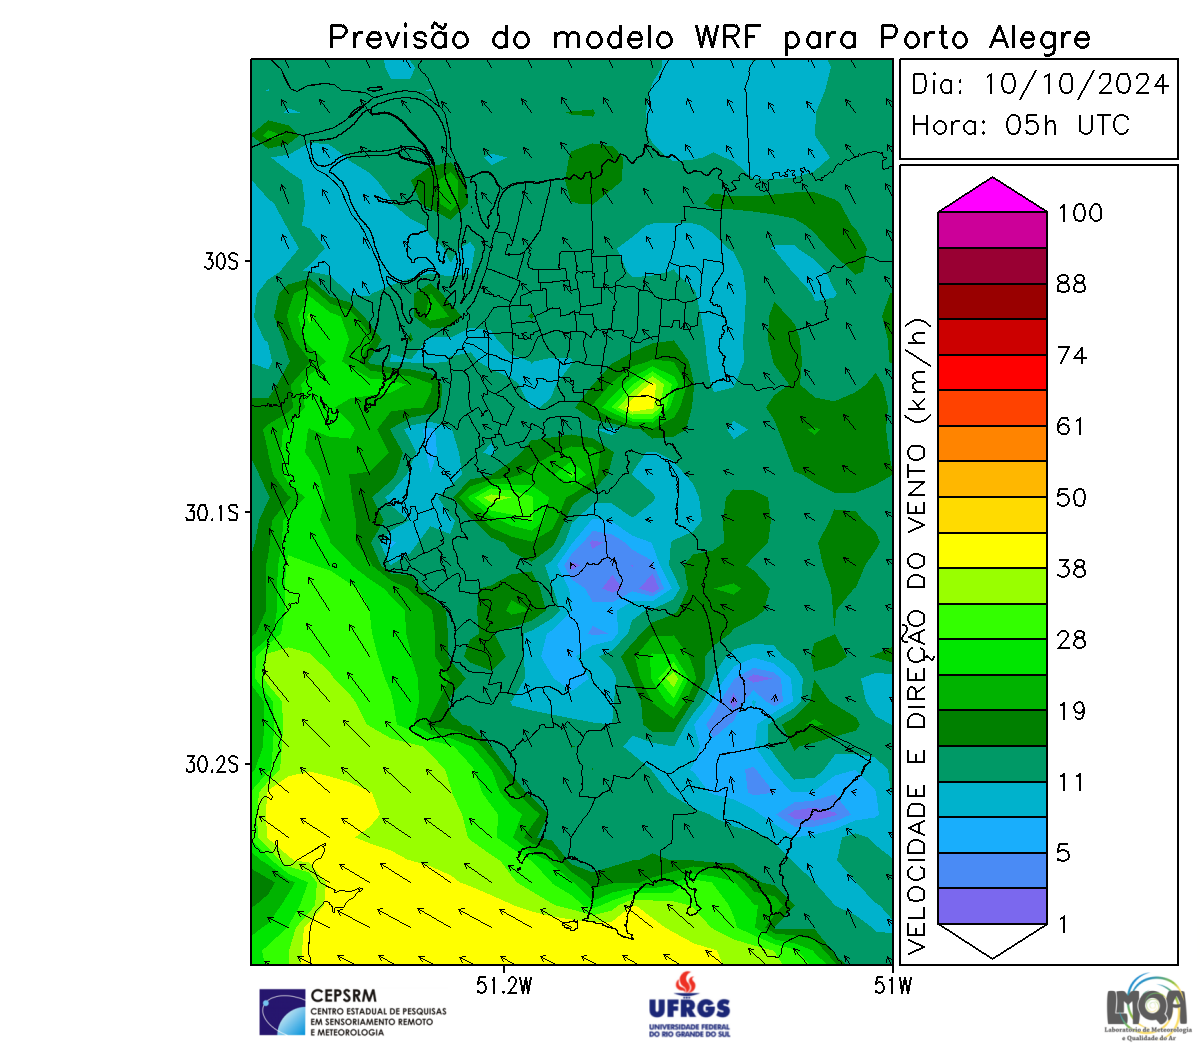 Previsão do modelo WRF para Porto Alegre
Dia: 10/10/2024
Hora: 05h UTC
30S
30.1S
30.2S
51.2W
51W
VELOCIDADE E DIREÇÃO DO VENTO (km/h)
100
88
74
61
50
38
28
19
11
5
1
CEPSRM
CENTRO ESTADUAL DE PESQUISAS
EM SENSORIAMENTO REMOTO
E METEOROLOGIA
UFRGS
UNIVERSIDADE FEDERAL
DO RIO GRANDE DO SUL
LMQA
Laboratório de Meteorologia
e Qualidade do Ar